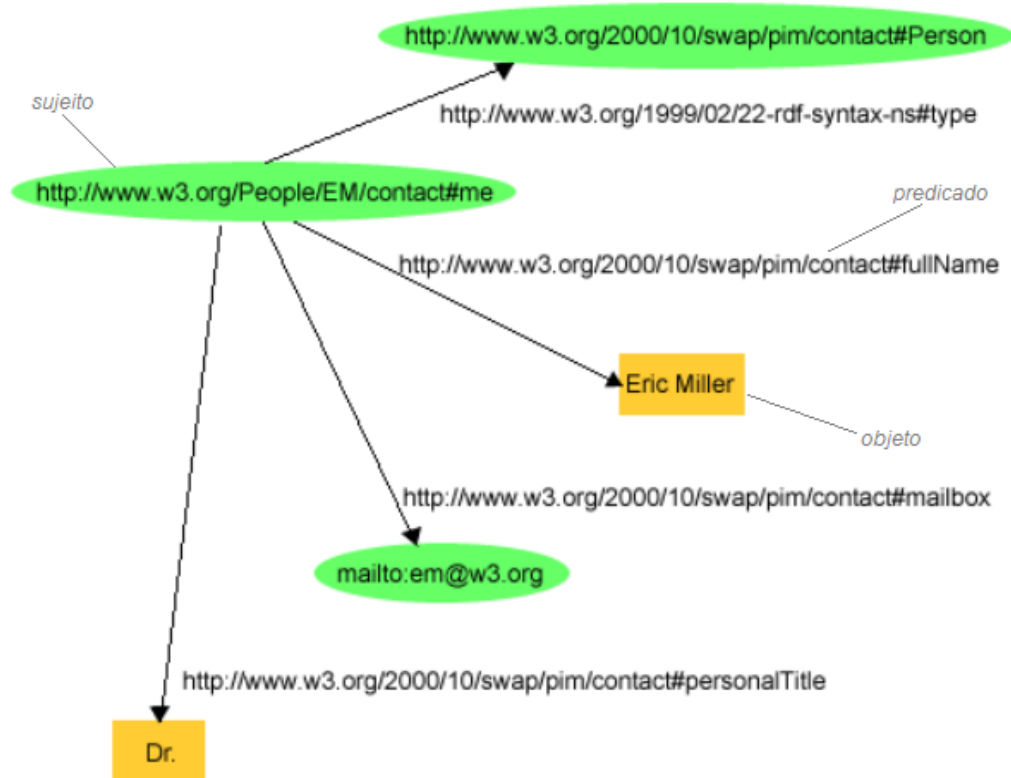 http://www.w3.org/2000/10/swap/pim/contact#Person
sujeito
http://www.w3.org/1999/02/22-rdf-syntax-ns#type
http://www.w3.org/People/EM/contact#me
predicado
http://www.w3.org/2000/10/swap/pim/contact#fullName
Eric Miller
objeto
http://www.w3.org/2000/10/swap/pim/contact#mailbox
mailto:em@w3.org
http://www.w3.org/2000/10/swap/pim/contact#personalTitle
Dr.